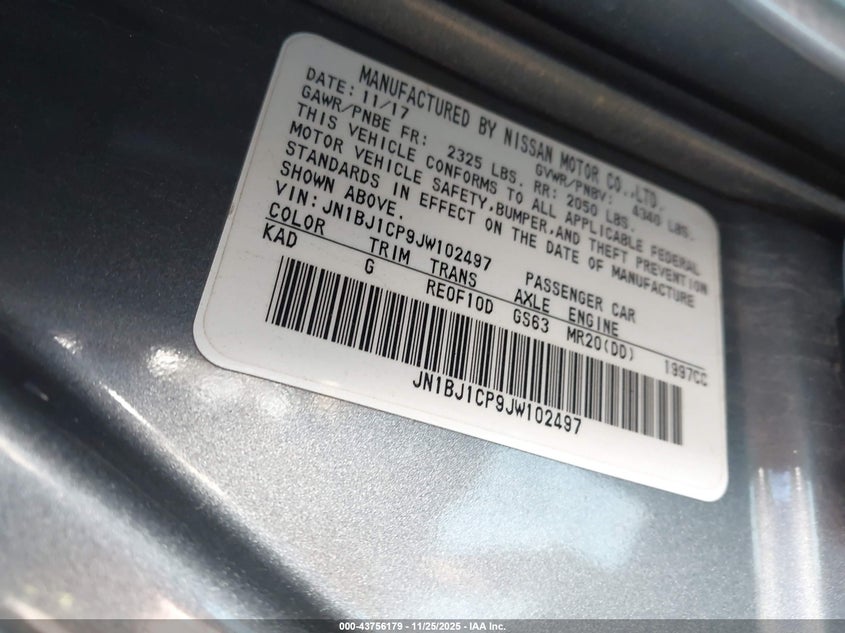 MANUFACTURED BY NISSAN MOTOR CO.,LTD.
DATE: 11/17 GVWR/PNBV: 4340 LBS.
GAWR/PNBE FR: 2325 LBS. RR: 2050 LBS.
THIS VEHICLE CONFORMS TO ALL APPLICABLE FEDERAL
MOTOR VEHICLE SAFETY,BUMPER,AND THEFT PREVENTION
STANDARDS IN EFFECT ON THE DATE OF MANUFACTURE
SHOWN ABOVE.
VIN: JN1BJ1CP9JW102497 PASSENGER CAR
COLOR TRIM TRANS AXLE ENGINE
KAD G RE0F10D GS63 MR20(DD) 1997CC
JN1BJ1CP9JW102497
000-43756179 - 11/25/2025 - IAA Inc.